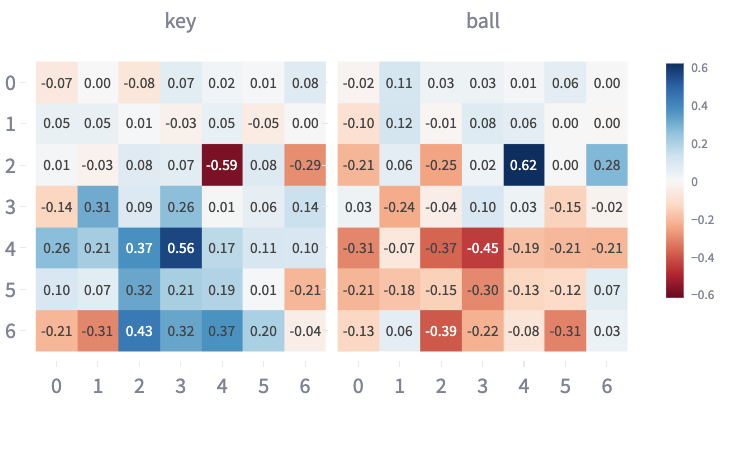 key ball
0 -0.07 0.00 -0.08 0.07 0.02 0.01 0.08 -0.02 0.11 0.03 0.03 0.01 0.06 0.00 0.6
1 0.05 0.05 0.01 -0.03 0.05 -0.05 0.00 -0.10 0.12 -0.01 0.08 0.06 0.00 0.00 0.4
2 0.01 -0.03 0.08 0.07 -0.59 0.08 -0.29 -0.21 0.06 -0.25 0.02 0.62 0.00 0.28 0.2
3 -0.14 0.31 0.09 0.26 0.01 0.06 0.14 0.03 -0.24 -0.04 0.10 0.03 -0.15 -0.02 0
4 0.26 0.21 0.37 0.56 0.17 0.11 0.10 -0.31 -0.07 -0.37 -0.45 -0.19 -0.21 -0.21 −0.2
5 0.10 0.07 0.32 0.21 0.19 0.01 -0.21 -0.21 -0.18 -0.15 -0.30 -0.13 -0.12 0.07 −0.4
6 -0.21 -0.31 0.43 0.32 0.37 0.20 -0.04 -0.13 0.06 -0.39 -0.22 -0.08 -0.31 0.03 −0.6
0 1 2 3 4 5 6 0 1 2 3 4 5 6